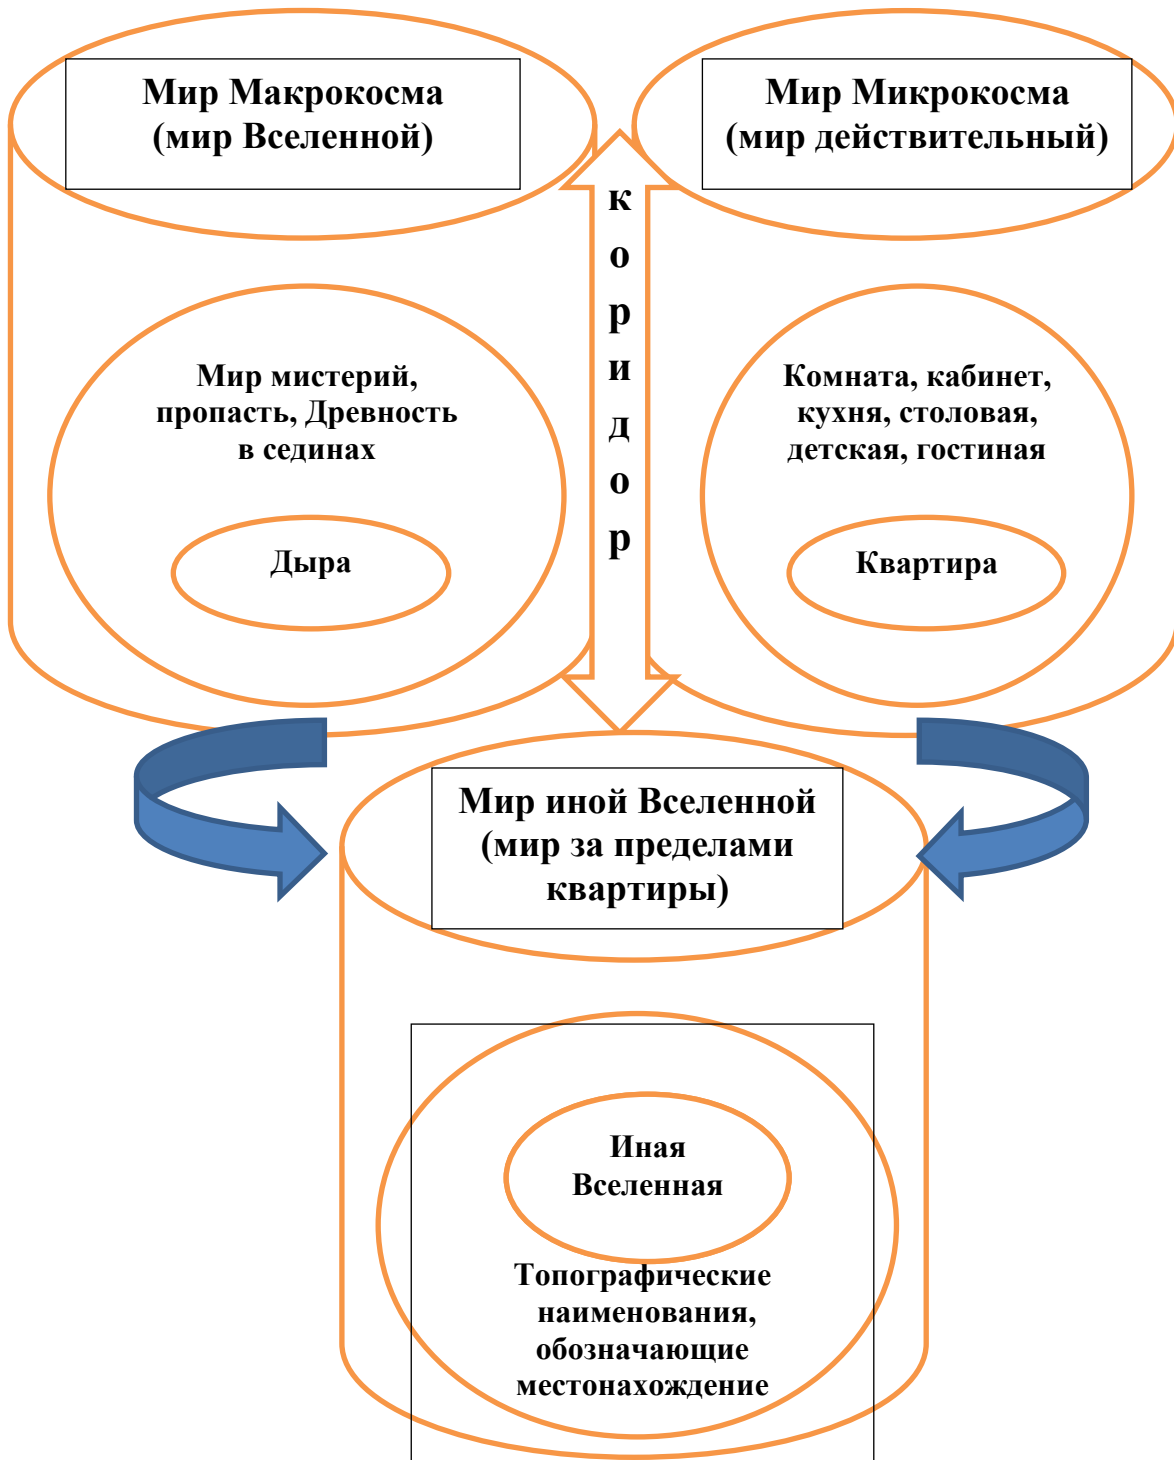 Мир Макрокосма
(мир Вселенной)
Мир Микрокосма
(мир действительный)
к
о
р
и
д
о
р
Мир мистерий,
пропасть, Древность
в сединах
Дыра
Комната, кабинет,
кухня, столовая,
детская, гостиная
Квартира
Мир иной Вселенной
(мир за пределами
квартиры)
Иная
Вселенная
Топографические
наименования,
обозначающие
местонахождение